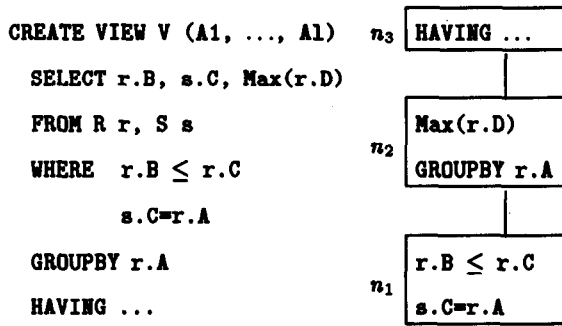 CREATE VIEW V (A1, ..., Al)
SELECT r.B, s.C, Max(r.D)
FROM R r, S s
WHERE r.B ≤ r.C
s.C=r.A
GROUPBY r.A
HAVING ...
n3 HAVING ...
n2 Max(r.D)
GROUPBY r.A
n1 r.B ≤ r.C
s.C=r.A